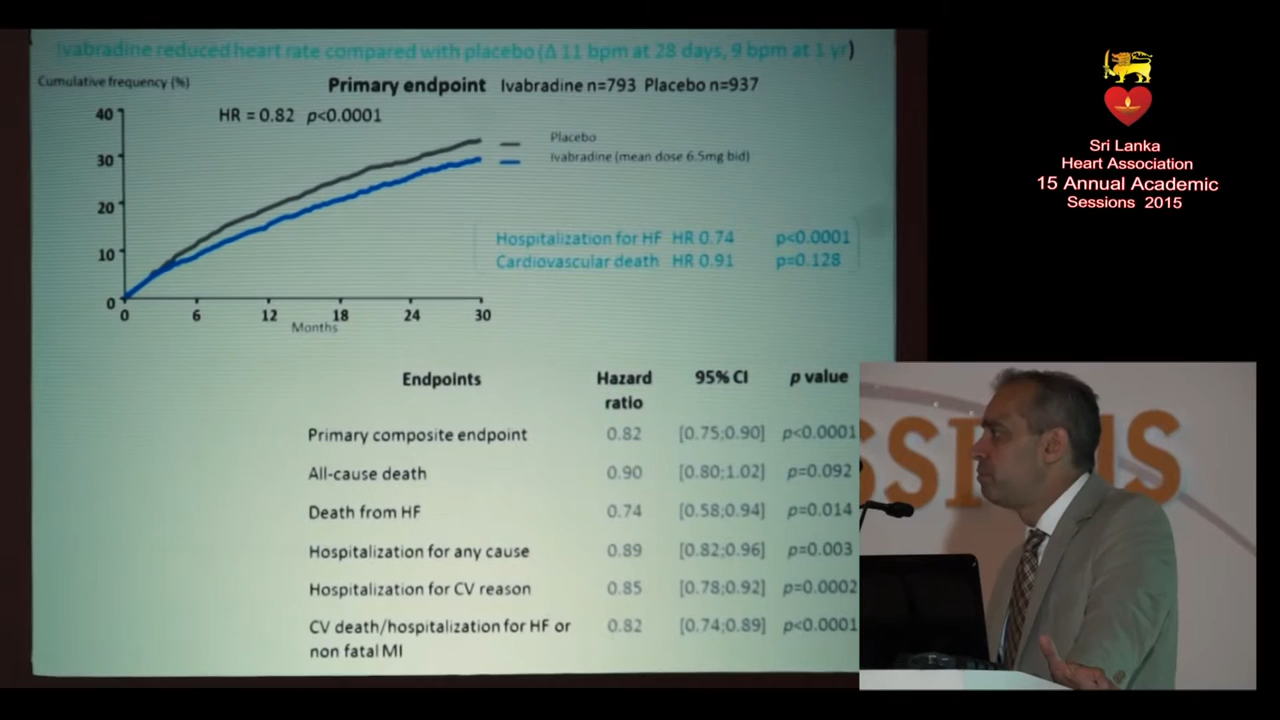 Ivabradine reduced heart rate compared with placebo (Δ 11 bpm at 28 days, 9 bpm at 1 yr)
Cumulative frequency (%)
Primary endpoint Ivabradine n=793 Placebo n=937
HR = 0.82 p<0.0001
40
30
20
10
0
0 6 12 18 24 30
Months
Placebo
Ivabradine (mean dose 6.5mg bid)
Hospitalization for HF HR 0.74 p<0.0001
Cardiovascular death HR 0.91 p=0.128
Endpoints Hazard ratio 95% CI p value
Primary composite endpoint 0.82 [0.75;0.90] p<0.0001
All-cause death 0.90 [0.80;1.02] p=0.092
Death from HF 0.74 [0.58;0.94] p=0.014
Hospitalization for any cause 0.89 [0.82;0.96] p=0.003
Hospitalization for CV reason 0.85 [0.78;0.92] p=0.0002
CV death/hospitalization for HF or 0.82 [0.74;0.89] p<0.0001
non fatal MI
Sri Lanka
Heart Association
15 Annual Academic
Sessions 2015